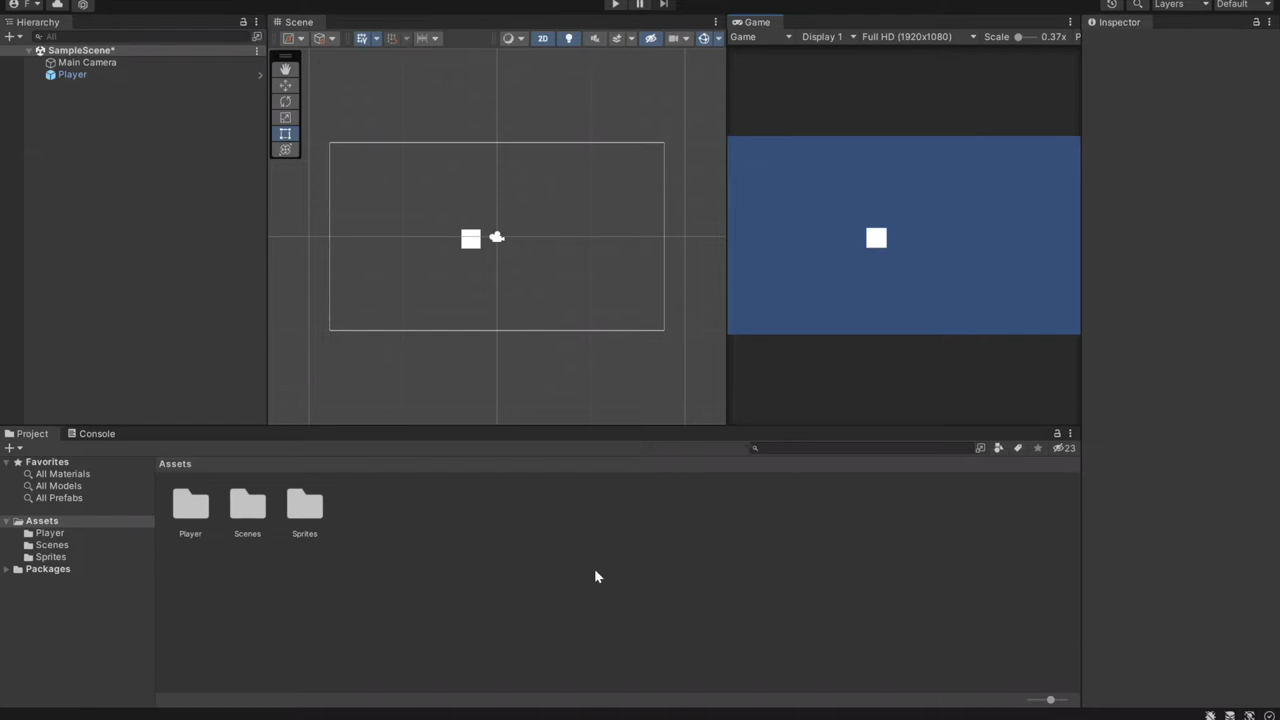 F
Layers
Default
Hierarchy
All
SampleScene*
Main Camera
Player
Scene
2D
Game
Game
Display 1
Full HD (1920x1080)
Scale
0.37x
P
Inspector
Project
Console
23
Favorites
All Materials
All Models
All Prefabs
Assets
Player
Scenes
Sprites
Packages
Assets
Player
Scenes
Sprites